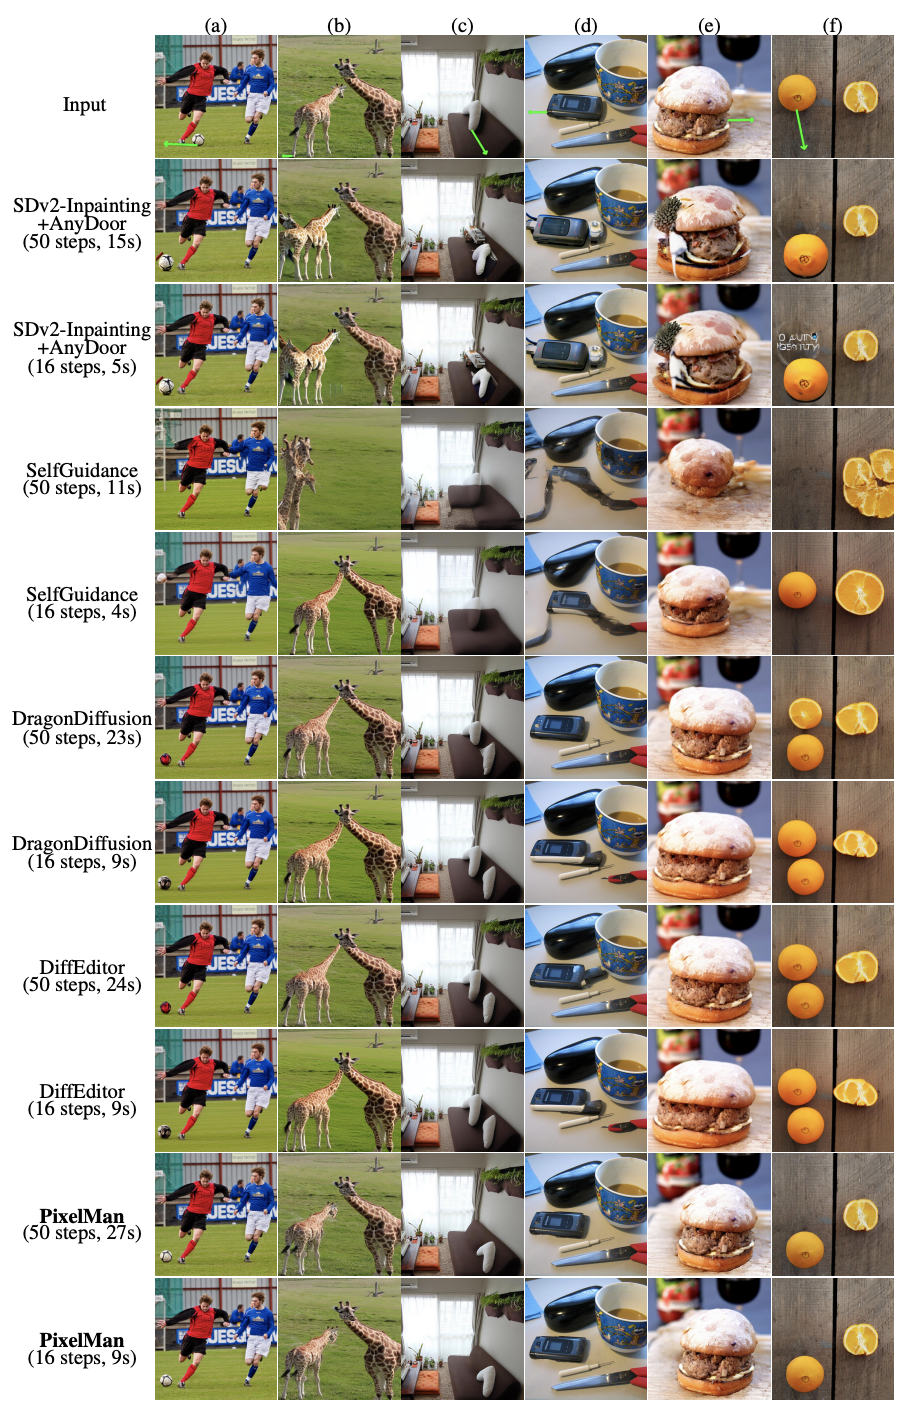 (a) (b) (c) (d) (e) (f)
Input
SDv2-Inpainting
+AnyDoor
(50 steps, 15s)
SDv2-Inpainting
+AnyDoor
(16 steps, 5s)
SelfGuidance
(50 steps, 11s)
SelfGuidance
(16 steps, 4s)
DragonDiffusion
(50 steps, 23s)
DragonDiffusion
(16 steps, 9s)
DiffEditor
(50 steps, 24s)
DiffEditor
(16 steps, 9s)
PixelMan
(50 steps, 27s)
PixelMan
(16 steps, 9s)